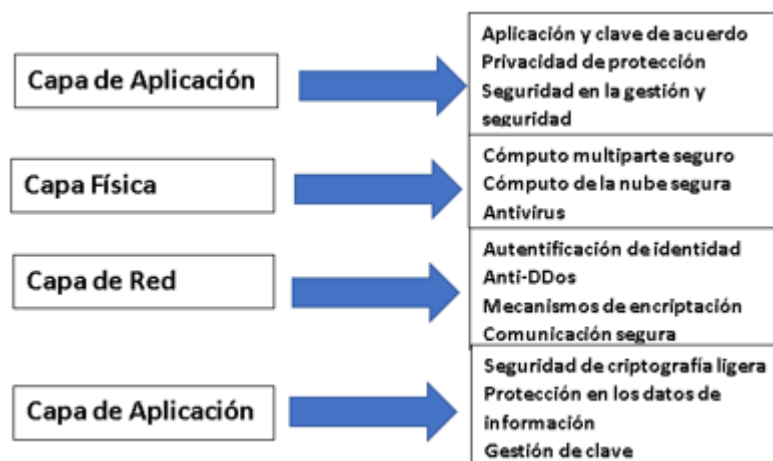 Capa de Aplicación
Aplicación y clave de acuerdo
Privacidad de protección
Seguridad en la gestión y
seguridad
Capa Física
Cómputo multiparte seguro
Cómputo de la nube segura
Antivirus
Capa de Red
Autentificación de identidad
Anti-DDos
Mecanismos de encriptación
Comunicación segura
Capa de Aplicación
Seguridad de criptografía ligera
Protección en los datos de
información
Gestión de clave